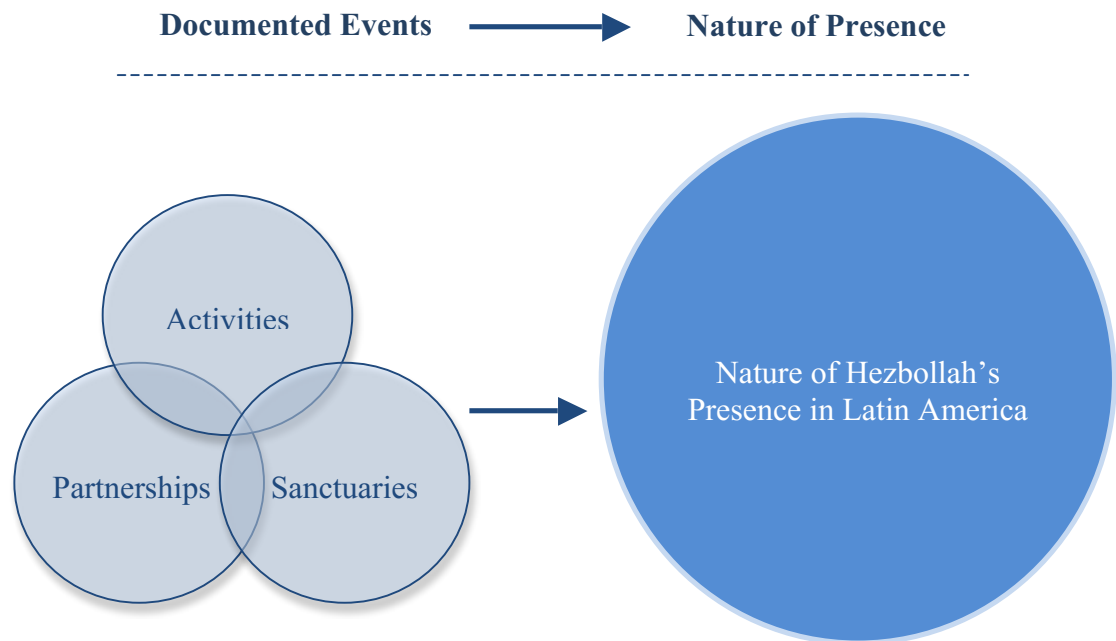 Documented Events
Nature of Presence
Activities
Partnerships
Sanctuaries
Nature of Hezbollah’s
Presence in Latin America